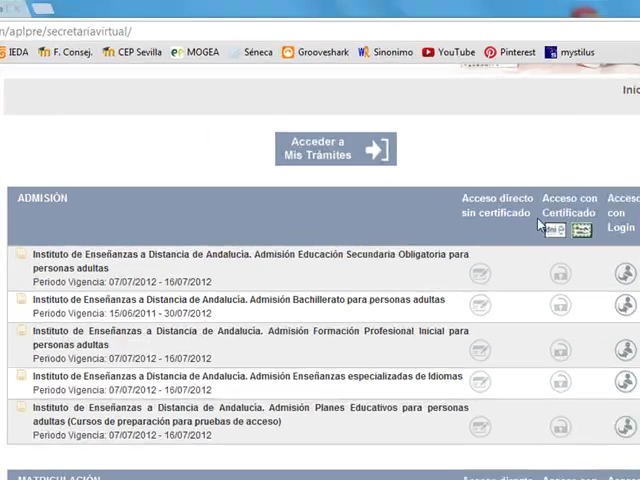 n/aplpre/secretariavirtual/
IEDA F. Consej. CEP Sevilla MOGEA Séneca Grooveshark Sinonimo YouTube Pinterest mystilus
Inic
Acceder a
Mis Trámites
ADMISIÓN
Acceso directo
sin certificado
Acceso con
Certificado
Acceso
con
Login
Instituto de Enseñanzas a Distancia de Andalucía. Admisión Educación Secundaria Obligatoria para
personas adultas
Periodo Vigencia: 07/07/2012 - 16/07/2012
Instituto de Enseñanzas a Distancia de Andalucía. Admisión Bachillerato para personas adultas
Periodo Vigencia: 15/06/2011 - 30/07/2012
Instituto de Enseñanzas a Distancia de Andalucía. Admisión Formación Profesional Inicial para
personas adultas
Periodo Vigencia: 07/07/2012 - 16/07/2012
Instituto de Enseñanzas a Distancia de Andalucía. Admisión Enseñanzas especializadas de Idiomas
Periodo Vigencia: 07/07/2012 - 16/07/2012
Instituto de Enseñanzas a Distancia de Andalucía. Admisión Planes Educativos para personas
adultas (Cursos de preparación para pruebas de acceso)
Periodo Vigencia: 07/07/2012 - 16/07/2012
MATRICULACIÓN
Acceso directo
Acceso con
Acceso